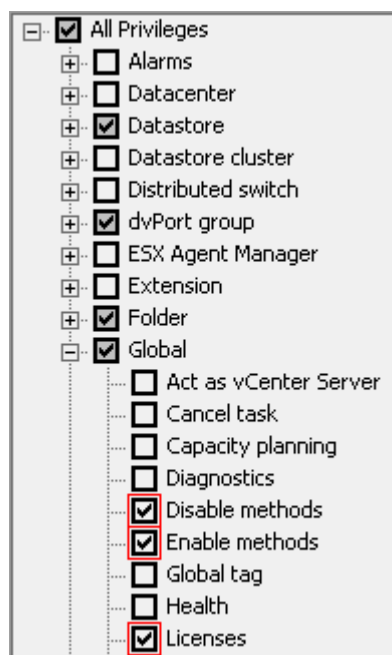 All Privileges
Alarms
Datacenter
Datastore
Datastore cluster
Distributed switch
dvPort group
ESX Agent Manager
Extension
Folder
Global
Act as vCenter Server
Cancel task
Capacity planning
Diagnostics
Disable methods
Enable methods
Global tag
Health
Licenses